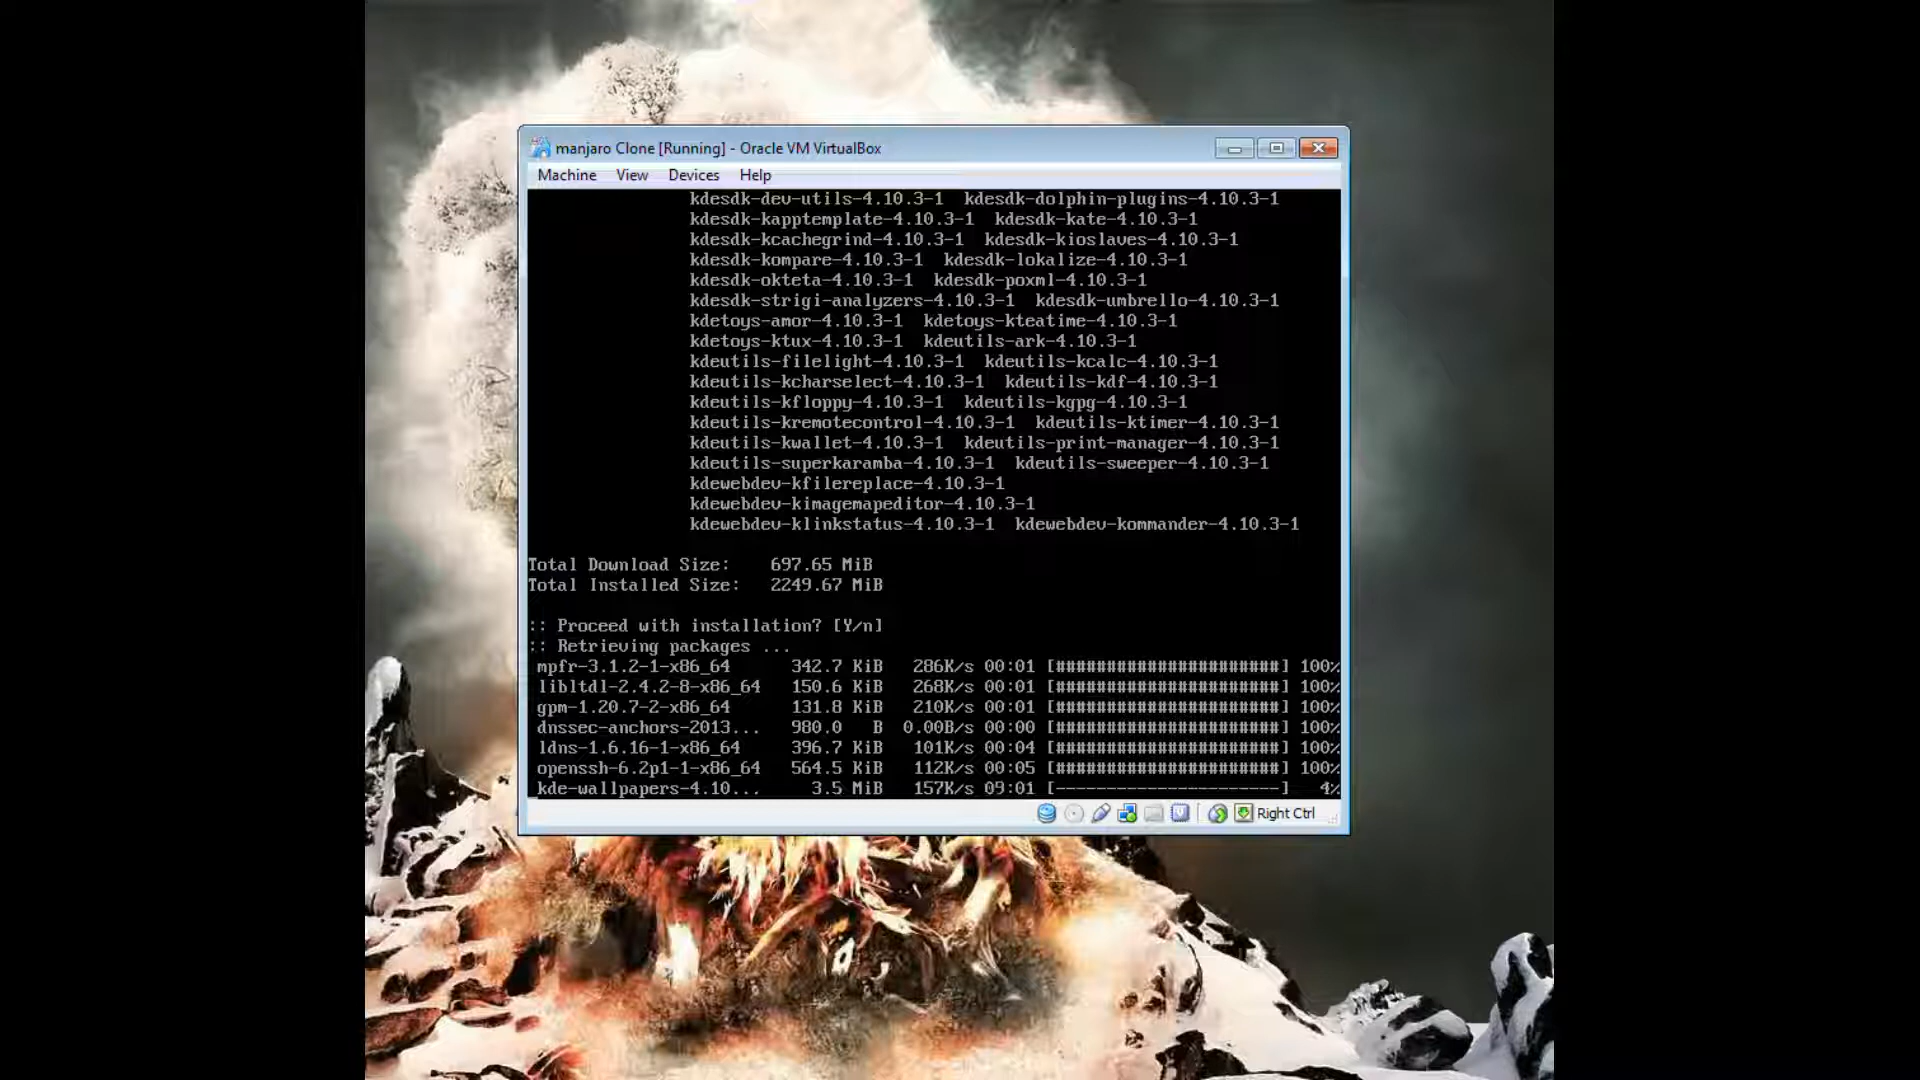 manjaro Clone [Running] - Oracle VM VirtualBox
Machine View Devices Help
kdesdk-dev-utils-4.10.3-1 kdesdk-dolphin-plugins-4.10.3-1
kdesdk-kapptemplate-4.10.3-1 kdesdk-kate-4.10.3-1
kdesdk-kcachegrind-4.10.3-1 kdesdk-kioslaves-4.10.3-1
kdesdk-kompare-4.10.3-1 kdesdk-lokalize-4.10.3-1
kdesdk-okteta-4.10.3-1 kdesdk-poxml-4.10.3-1
kdesdk-strigi-analyzers-4.10.3-1 kdesdk-umbrello-4.10.3-1
kdetoys-amor-4.10.3-1 kdetoys-kteatime-4.10.3-1
kdetoys-ktux-4.10.3-1 kdeutils-ark-4.10.3-1
kdeutils-filelight-4.10.3-1 kdeutils-kcalc-4.10.3-1
kdeutils-kcharselect-4.10.3-1 kdeutils-kdf-4.10.3-1
kdeutils-kfloppy-4.10.3-1 kdeutils-kgpg-4.10.3-1
kdeutils-kremotecontrol-4.10.3-1 kdeutils-ktimer-4.10.3-1
kdeutils-kwallet-4.10.3-1 kdeutils-print-manager-4.10.3-1
kdeutils-superkaramba-4.10.3-1 kdeutils-sweeper-4.10.3-1
kdewebdev-kfilereplace-4.10.3-1
kdewebdev-kimagemapeditor-4.10.3-1
kdewebdev-klinkstatus-4.10.3-1 kdewebdev-kommander-4.10.3-1
Total Download Size: 697.65 MiB
Total Installed Size: 2249.67 MiB
:: Proceed with installation? [Y/n]
:: Retrieving packages ...
mpfr-3.1.2-1-x86_64 342.7 KiB 286K/s 00:01 [######################] 100%
libltdl-2.4.2-8-x86_64 150.6 KiB 268K/s 00:01 [######################] 100%
gpm-1.20.7-2-x86_64 131.8 KiB 210K/s 00:01 [######################] 100%
dnssec-anchors-2013... 980.0 B 0.00B/s 00:00 [######################] 100%
ldns-1.6.16-1-x86_64 396.7 KiB 101K/s 00:04 [######################] 100%
openssh-6.2p1-1-x86_64 564.5 KiB 112K/s 00:05 [######################] 100%
kde-wallpapers-4.10... 3.5 MiB 157K/s 09:01 [----------------------] 4%
Right Ctrl